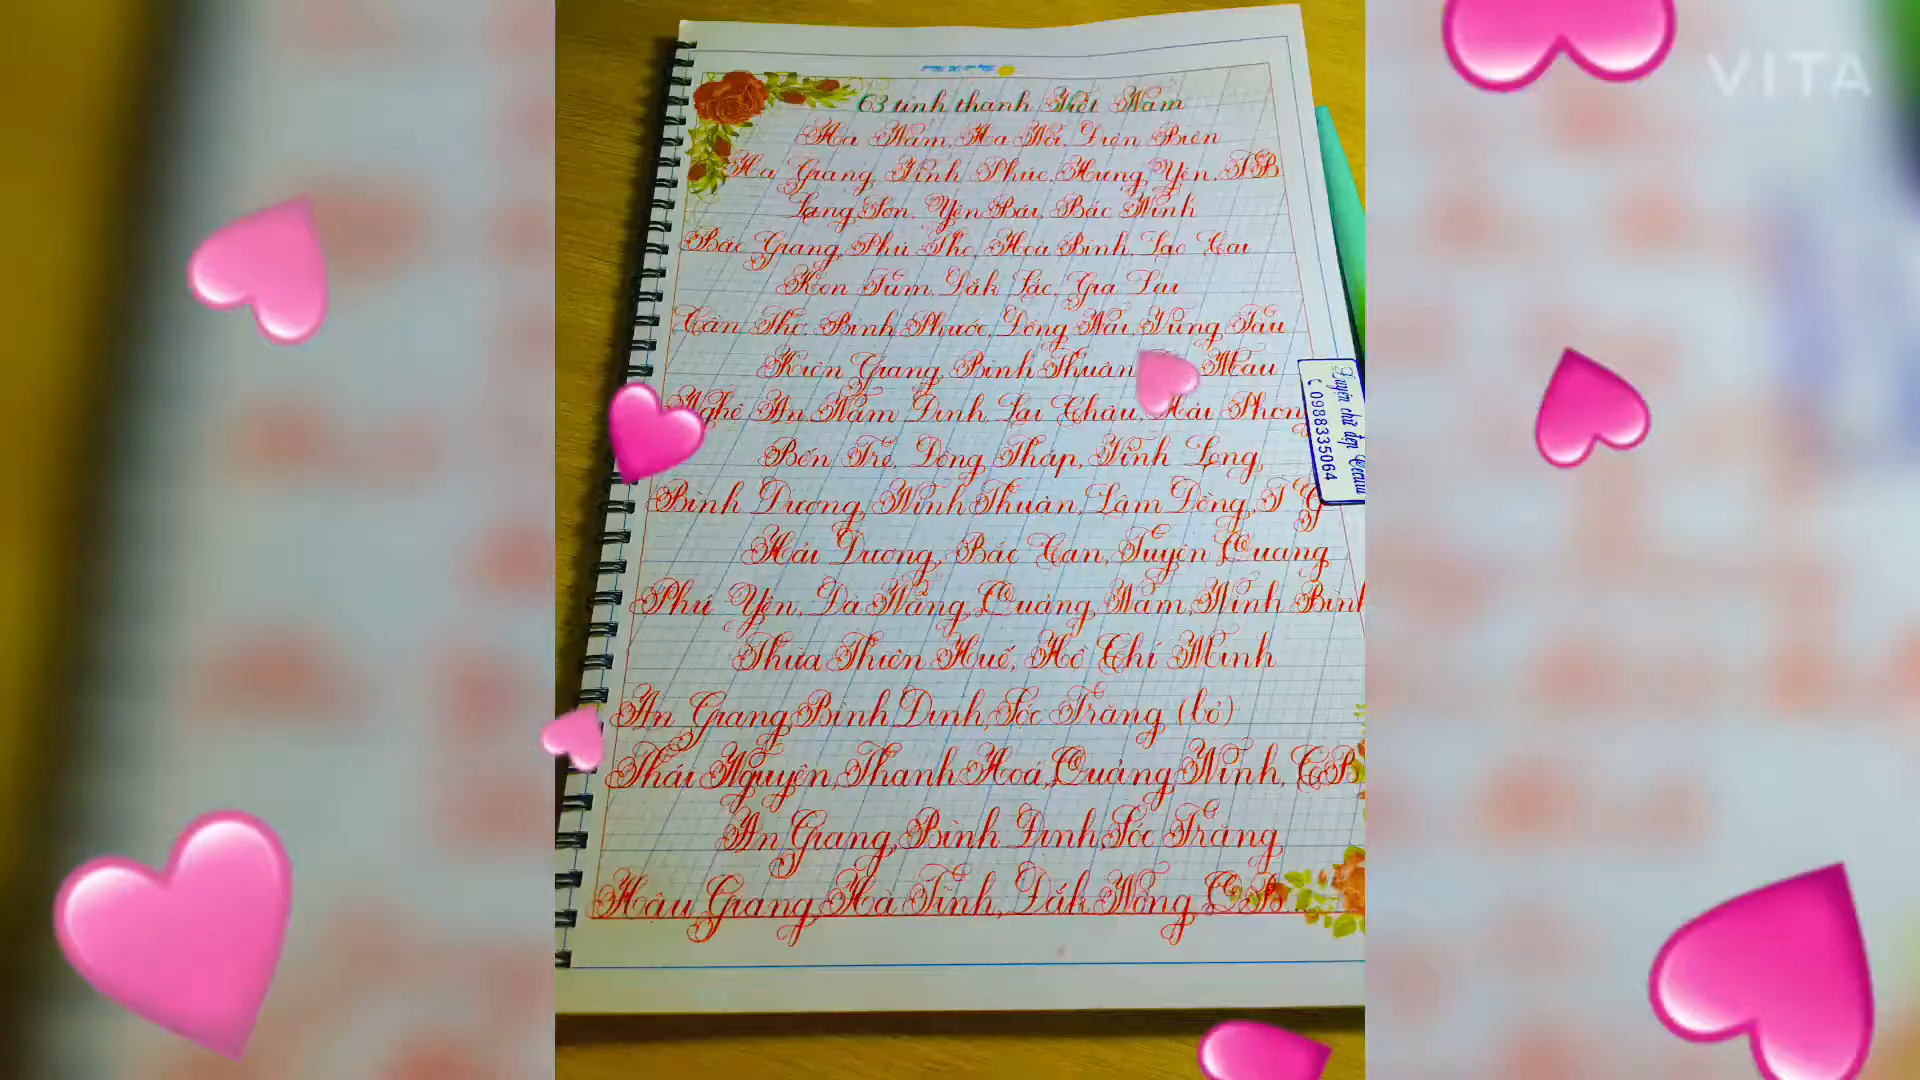 VITA
63 tỉnh thành Việt Nam
Hà Nam, Hà Nội, Điện Biên
Hà Giang, Vĩnh Phúc, Hưng Yên, TB
Lạng Sơn, Yên Bái, Bắc Ninh
Bắc Giang, Phú Thọ, Hoà Bình, Lào Cai
Kon Tum, Đắk Lắc, Gia Lai
Cần Thơ, Bình Phước, Đồng Nai, Vũng Tàu
Kiên Giang, Bình Thuận Mau
Nghệ An, Nam Định, Lai Châu, Hải Phòng
Bến Tre, Đồng Tháp, Vĩnh Long,
Bình Dương, Ninh Thuận, Lâm Đồng, TG
Hải Dương, Bắc Cạn, Tuyên Quang
Phú Yên, Đà Nẵng, Quảng Nam, Ninh Bình
Thừa Thiên Huế, Hồ Chí Minh
An Giang, Bình Định, Sóc Trăng (bỏ)
Thái Nguyên, Thanh Hoá, Quảng Ninh, CB
An Giang, Bình Định, Sóc Trăng,
Hậu Giang, Hà Tĩnh, Đắk Nông, QB
Luyện chữ đẹp
0988335064